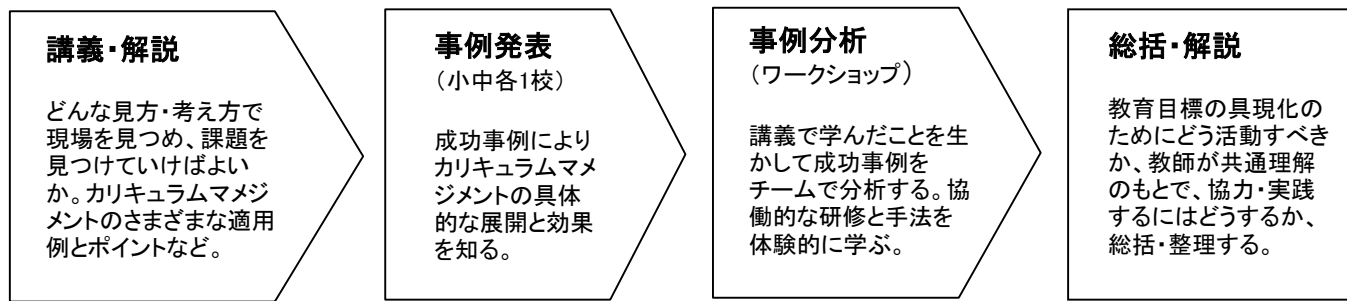 講義・解説
どんな見方・考え方で
現場を見つめ、課題を
見つけていけばよい
か。カリキュラムマメジ
メントのさまざまな適用
例とポイントなど。
事例発表
（小中各1校）
成功事例により
カリキュラムマメ
ジメントの具体
的な展開と効果
を知る。
事例分析
（ワークショップ）
講義で学んだことを生
かして成功事例を
チームで分析する。協
働的な研修と手法を
体験的に学ぶ。
総括・解説
教育目標の具現化の
ためにどう活動すべき
か、教師が共通理解
のもとで、協力・実践
するにはどうするか、
総括・整理する。